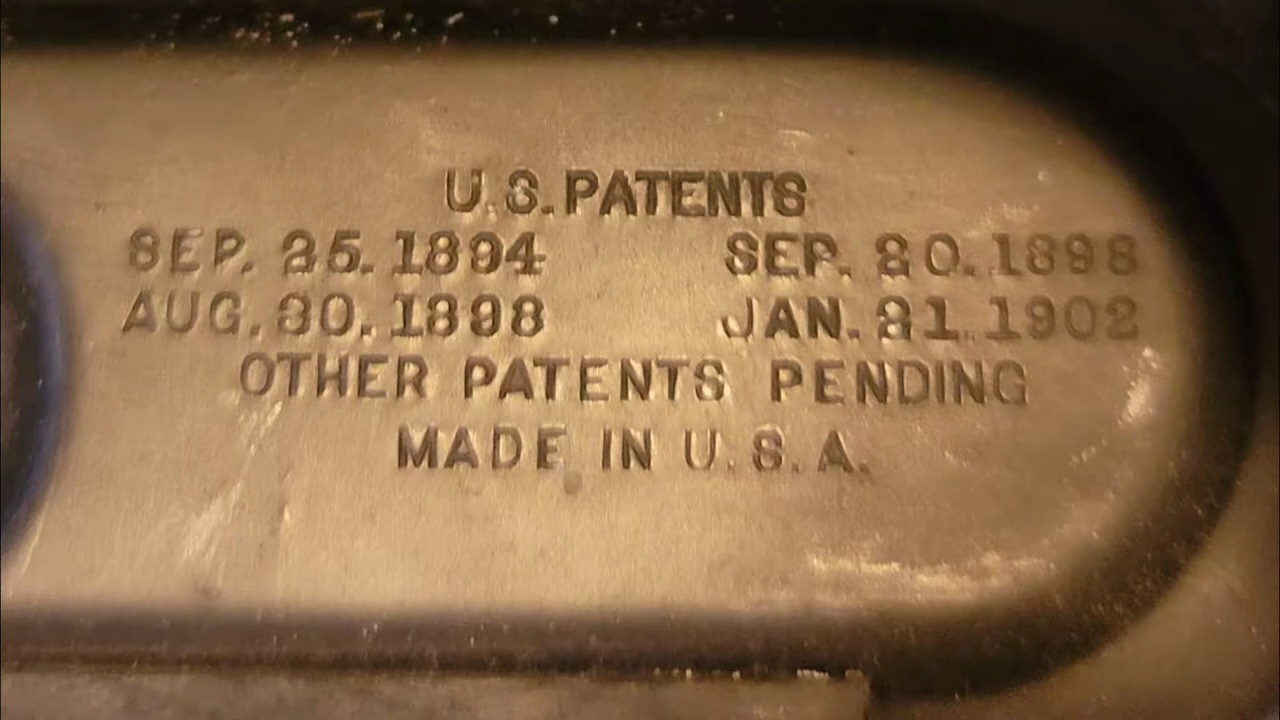 U.S. PATENTS
SEP. 25. 1894 SEP. 20. 1898
AUG. 30. 1898 JAN. 21. 1902
OTHER PATENTS PENDING
MADE IN U.S.A.